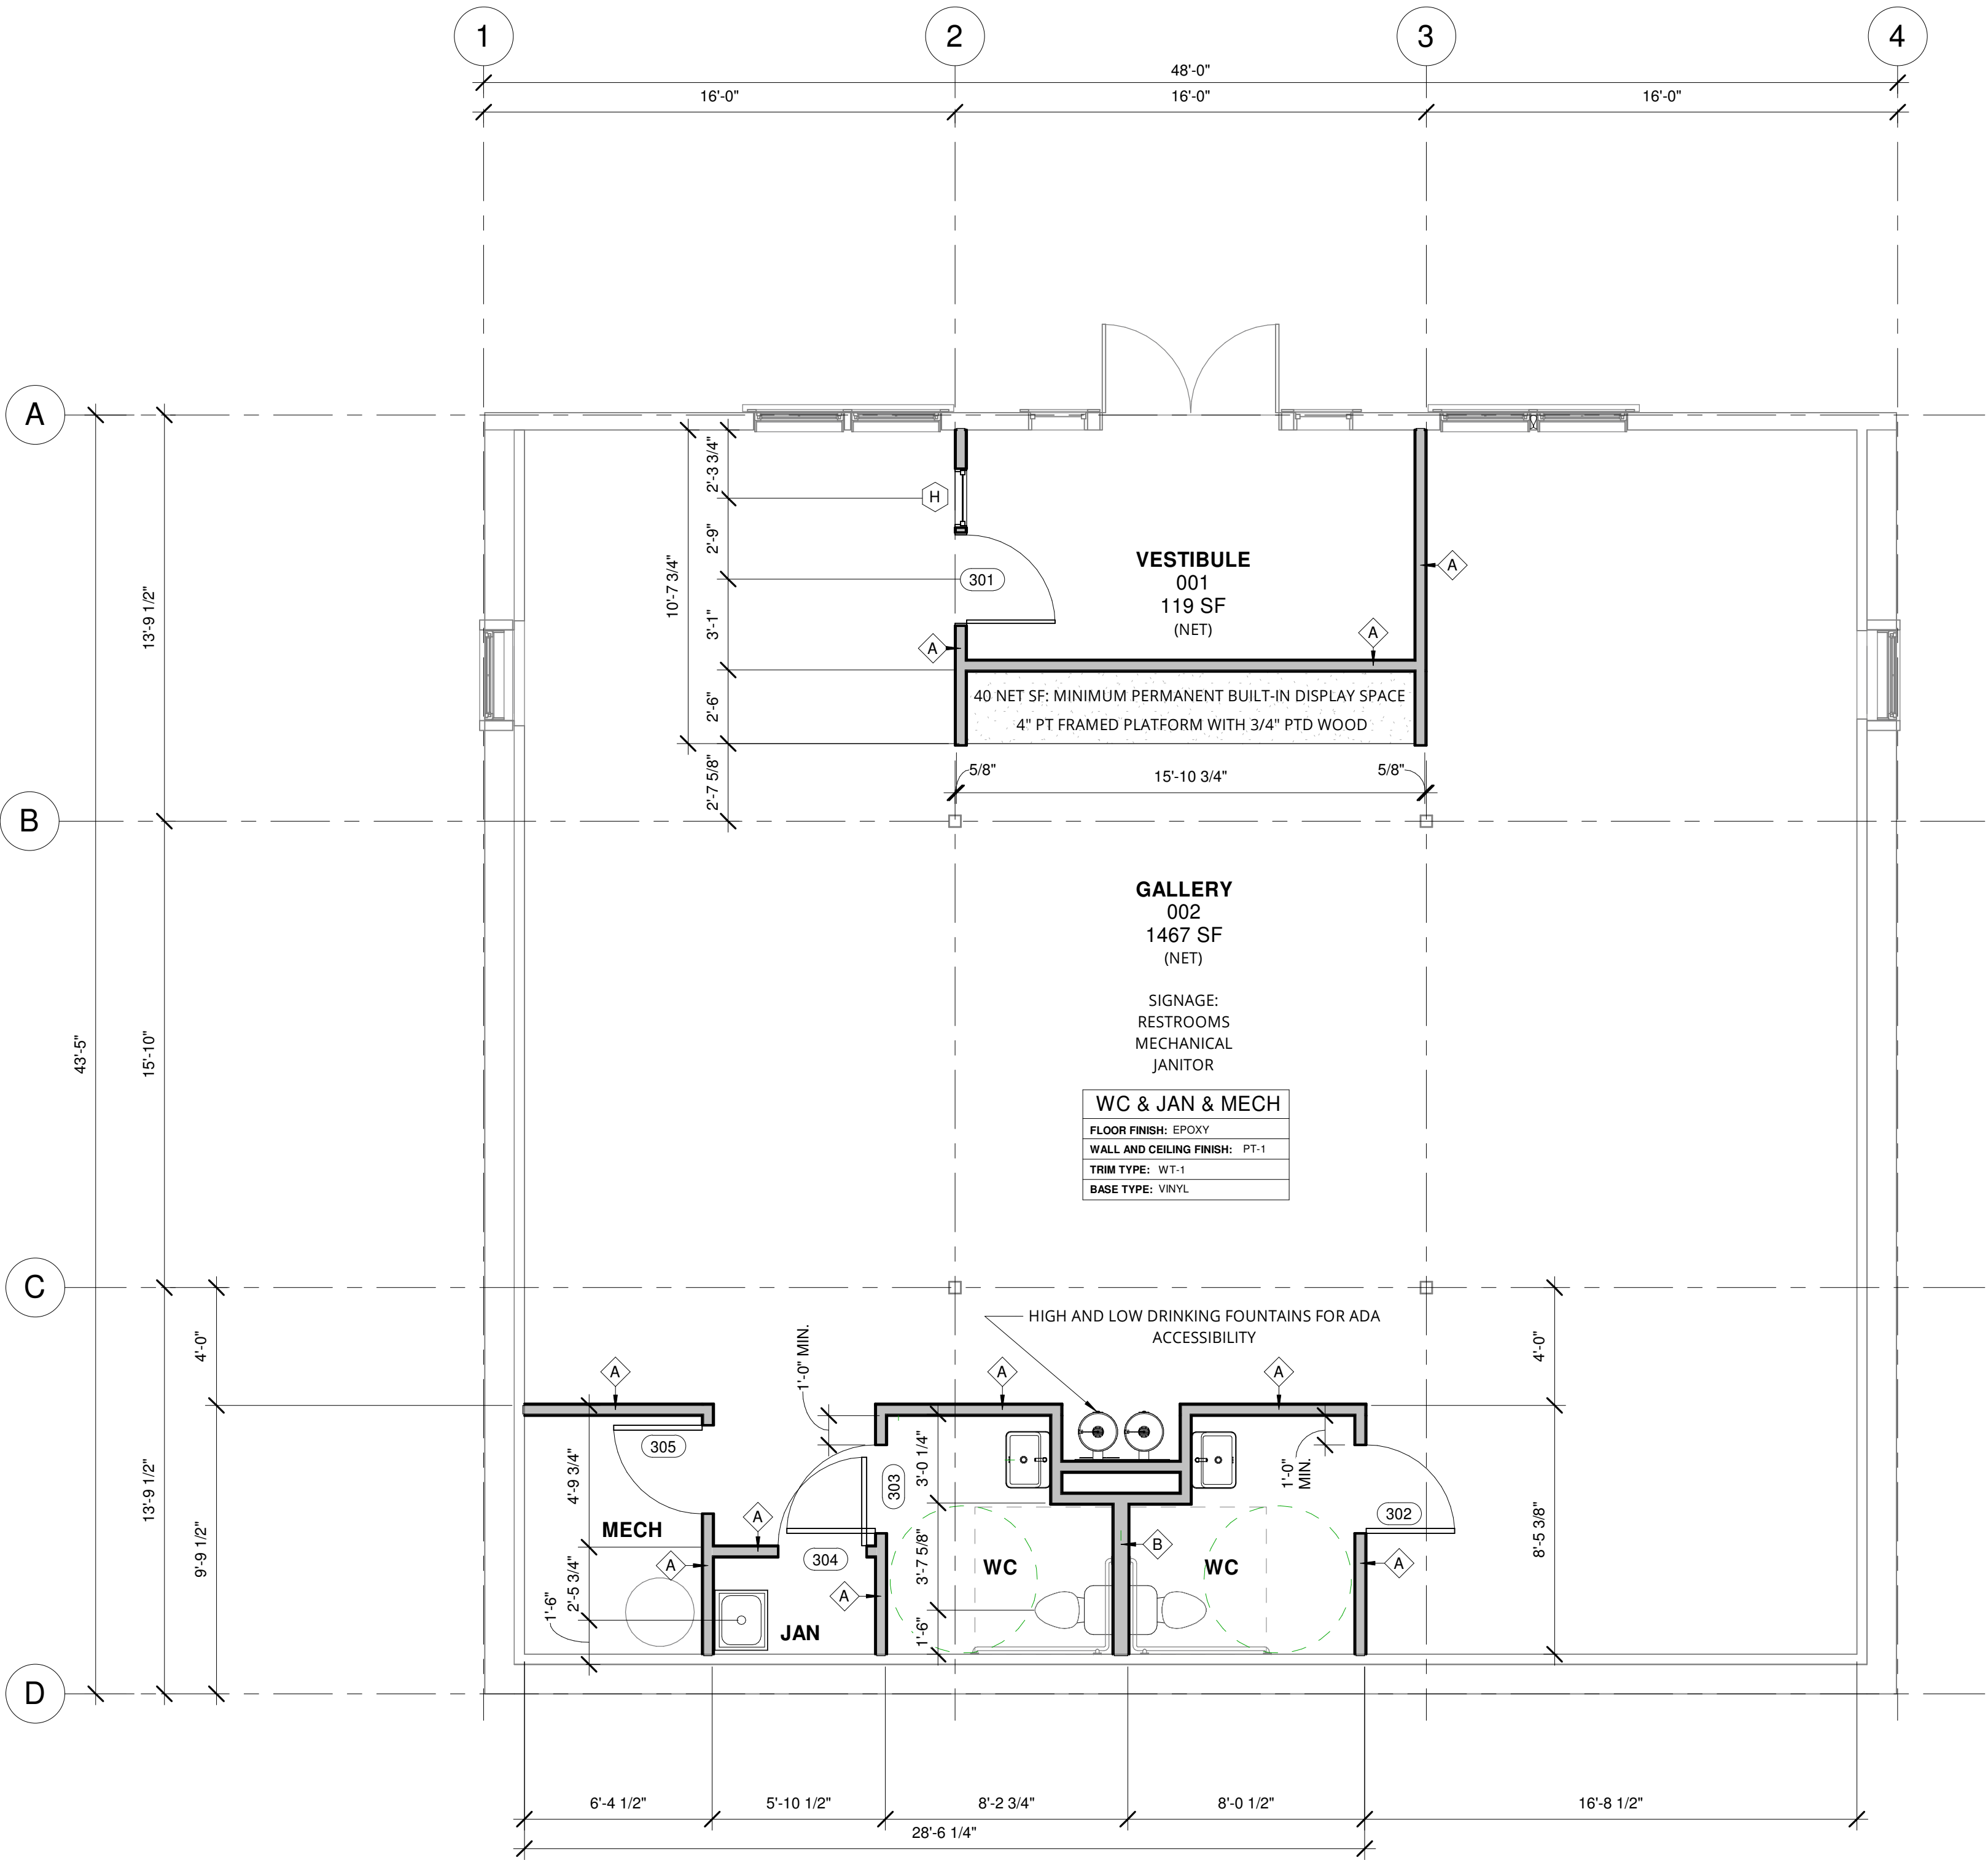 1
2
3
4
48'-0"
16'-0"
16'-0"
16'-0"
A
B
C
D
43'-5"
13'-9 1/2"
15'-10"
13'-9 1/2"
4'-0"
9'-9 1/2"
10'-7 3/4"
2'-3 3/4"
2'-9"
3'-1"
2'-6"
2'-7 5/8"
H
301
VESTIBULE
001
119 SF
(NET)
A
A
A
40 NET SF: MINIMUM PERMANENT BUILT-IN DISPLAY SPACE
4" PT FRAMED PLATFORM WITH 3/4" PTD WOOD
5/8"
15'-10 3/4"
5/8"
GALLERY
002
1467 SF
(NET)
SIGNAGE:
RESTROOMS
MECHANICAL
JANITOR
WC & JAN & MECH
FLOOR FINISH: EPOXY
WALL AND CEILING FINISH: PT-1
TRIM TYPE: WT-1
BASE TYPE: VINYL
HIGH AND LOW DRINKING FOUNTAINS FOR ADA
ACCESSIBILITY
1'-0" MIN.
4'-0"
A
A
A
305
303
3'-0 1/4"
1'-0"
MIN.
4'-9 3/4"
302
MECH
A
304
A
B
A
A
WC
WC
3'-7 5/8"
8'-5 3/8"
2'-5 3/4"
1'-6"
JAN
1'-6"
6'-4 1/2"
5'-10 1/2"
8'-2 3/4"
8'-0 1/2"
16'-8 1/2"
28'-6 1/4"